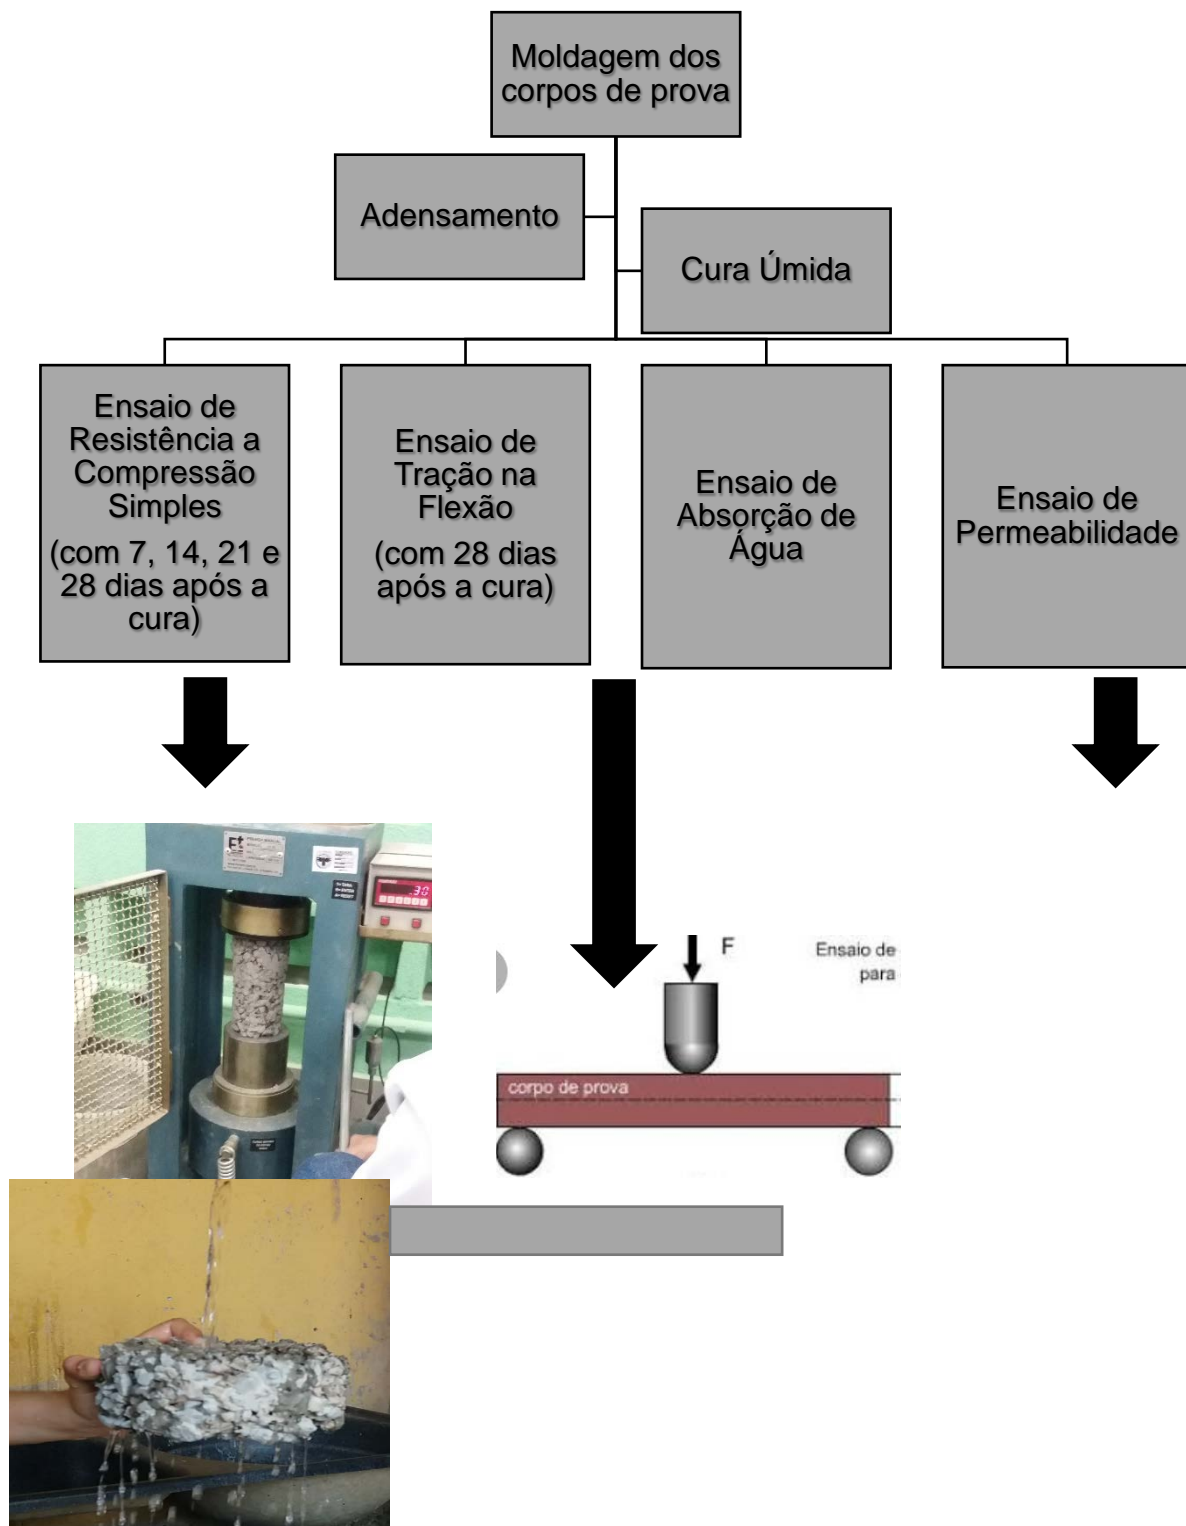 Moldagem dos
corpos de prova
Adensamento
Cura Úmida
Ensaio de
Resistência a
Compressão
Simples
(com 7, 14, 21 e
28 dias após a
cura)
Ensaio de
Tração na
Flexão
(com 28 dias
após a cura)
Ensaio de
Absorção de
Água
Ensaio de
Permeabilidade
F
Ensaio de
para
corpo de prova